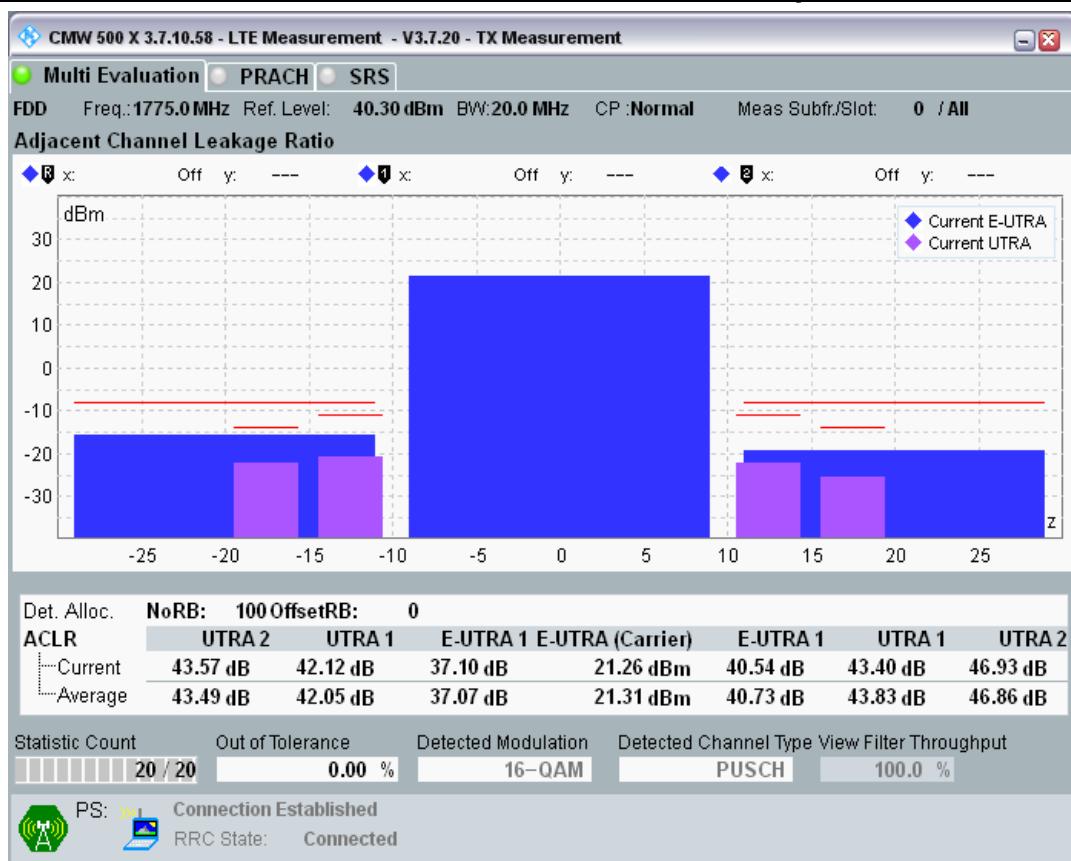 CMW 500 X 3.7.10.58 - LTE Measurement - V3.7.20 - TX Measurement
Multi Evaluation PRACH SRS
FDD Freq.:1775.0 MHz Ref. Level: 40.30 dBm BW:20.0 MHz CP :Normal Meas Subfr./Slot: 0 / All
Adjacent Channel Leakage Ratio
R x: Off y: --- 1 x: Off y: --- 2 x: Off y: ---
dBm
Current E-UTRA
Current UTRA
30
20
10
0
-10
-20
-30
z
-25 -20 -15 -10 -5 0 5 10 15 20 25
Det. Alloc. NoRB: 100 OffsetRB: 0
ACLR UTRA 2 UTRA 1 E-UTRA 1 E-UTRA (Carrier) E-UTRA 1 UTRA 1 UTRA 2
Current 43.57 dB 42.12 dB 37.10 dB 21.26 dBm 40.54 dB 43.40 dB 46.93 dB
Average 43.49 dB 42.05 dB 37.07 dB 21.31 dBm 40.73 dB 43.83 dB 46.86 dB
Statistic Count Out of Tolerance Detected Modulation Detected Channel Type View Filter Throughput
20 / 20 0.00 % 16-QAM PUSCH 100.0 %
PS: Connection Established
RRC State: Connected